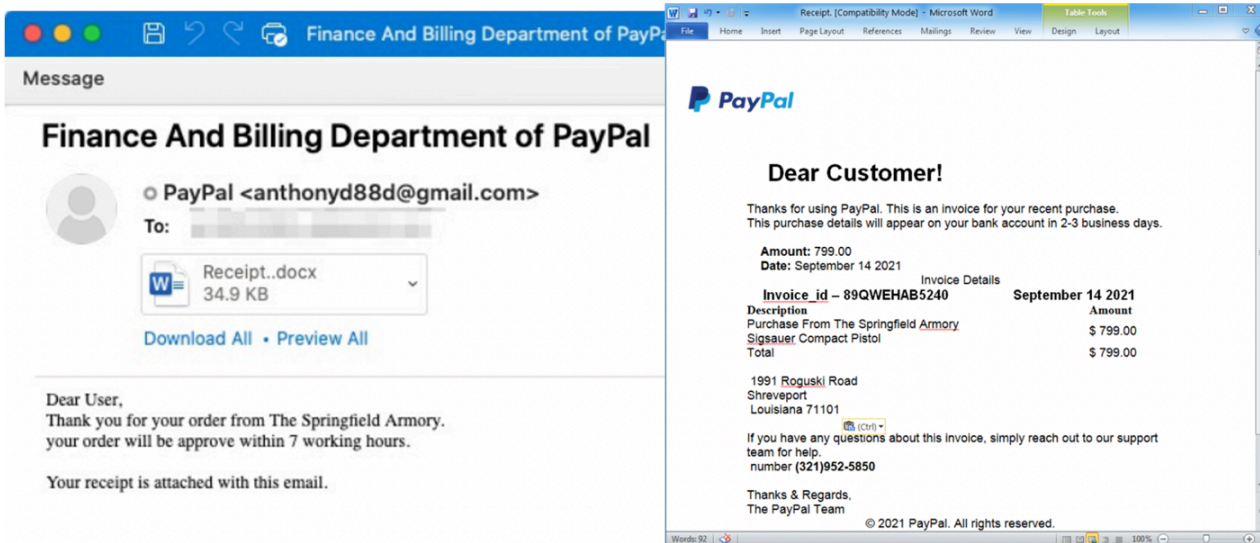 Finance And Billing Department of PayPa
Message
Finance And Billing Department of PayPal
PayPal <anthonyd88d@gmail.com>
To:
W
Receipt..docx
34.9 KB
Download All • Preview All
Dear User,
Thank you for your order from The Springfield Armory.
your order will be approve within 7 working hours.
Your receipt is attached with this email.
W
Receipt. [Compatibility Mode] - Microsoft Word
Table Tools
File Home Insert Page Layout References Mailings Review View Design Layout
PayPal
Dear Customer!
Thanks for using PayPal. This is an invoice for your recent purchase.
This purchase details will appear on your bank account in 2-3 business days.
Amount: 799.00
Date: September 14 2021
Invoice Details
Invoice_id – 89QWEHAB5240 September 14 2021
Description Amount
Purchase From The Springfield Armory
Sigsauer Compact Pistol
$ 799.00
Total $ 799.00
1991 Roguski Road
Shreveport
Louisiana 71101
(Ctrl)
If you have any questions about this invoice, simply reach out to our support
team for help.
number (321)952-5850
Thanks & Regards,
The PayPal Team
© 2021 PayPal. All rights reserved.
Words: 92
100%